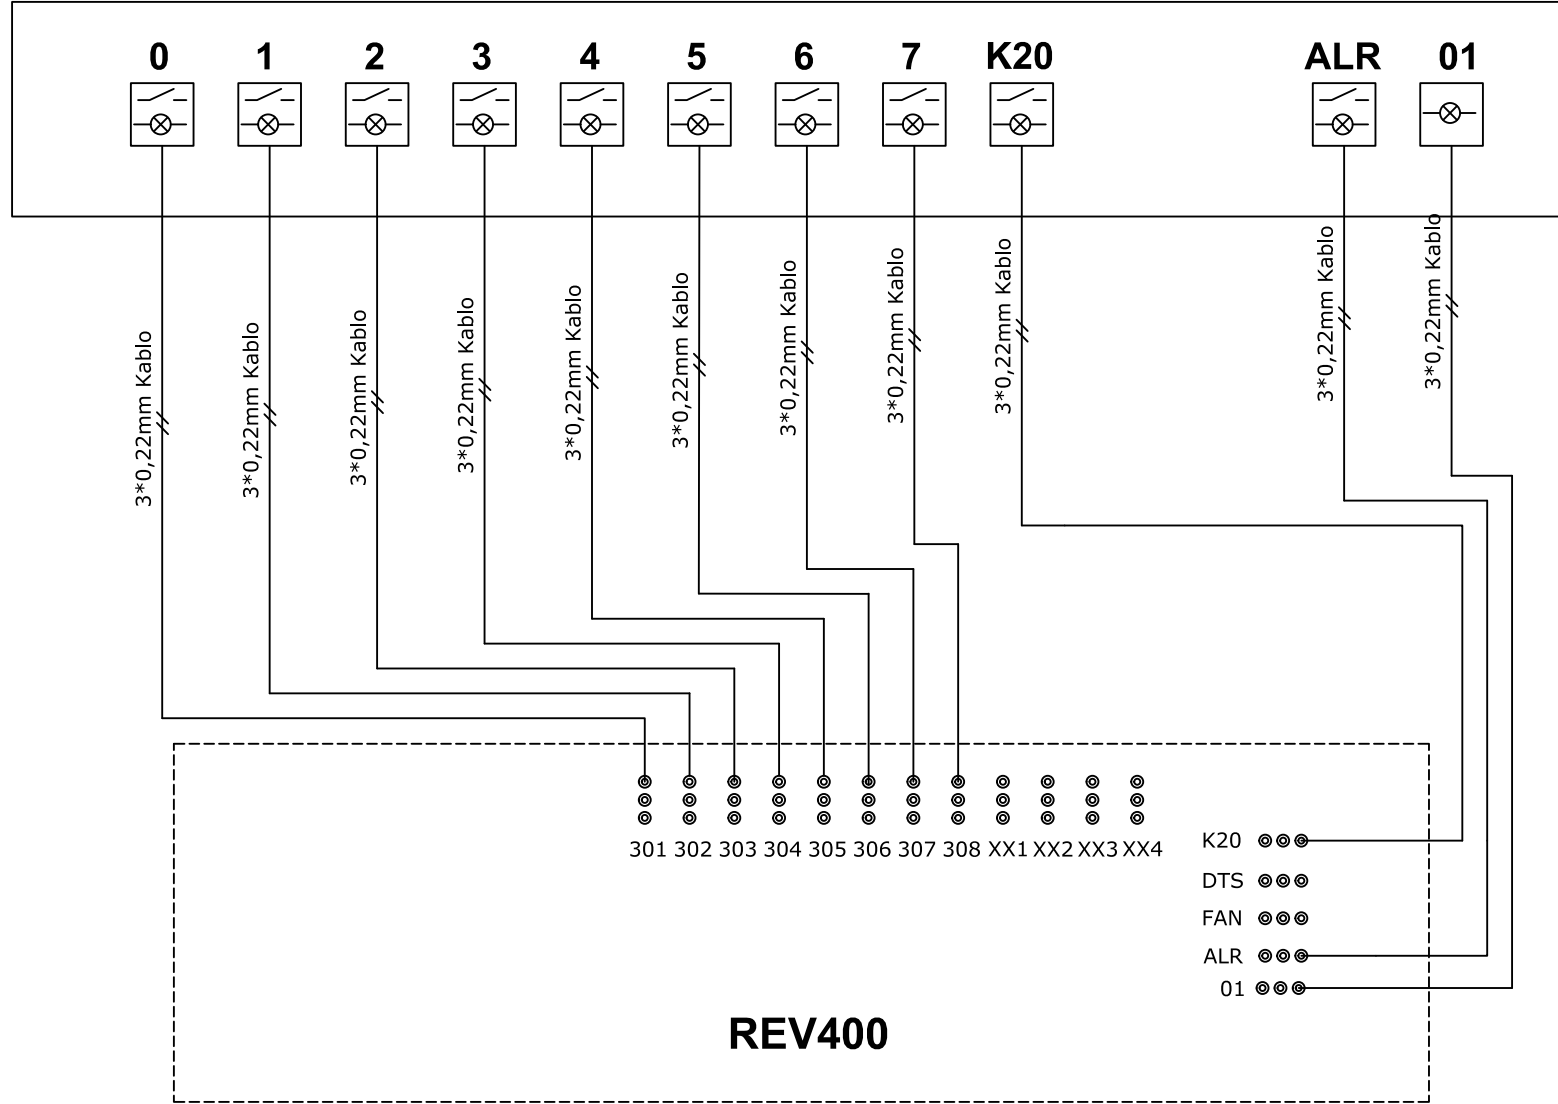 0 1 2 3 4 5 6 7 K20 ALR 01
3*0,22mm Kablo
3*0,22mm Kablo
3*0,22mm Kablo
3*0,22mm Kablo
3*0,22mm Kablo
3*0,22mm Kablo
3*0,22mm Kablo
3*0,22mm Kablo
3*0,22mm Kablo
3*0,22mm Kablo
3*0,22mm Kablo
301 302 303 304 305 306 307 308 XX1 XX2 XX3 XX4
K20
DTS
FAN
ALR
01
REV400